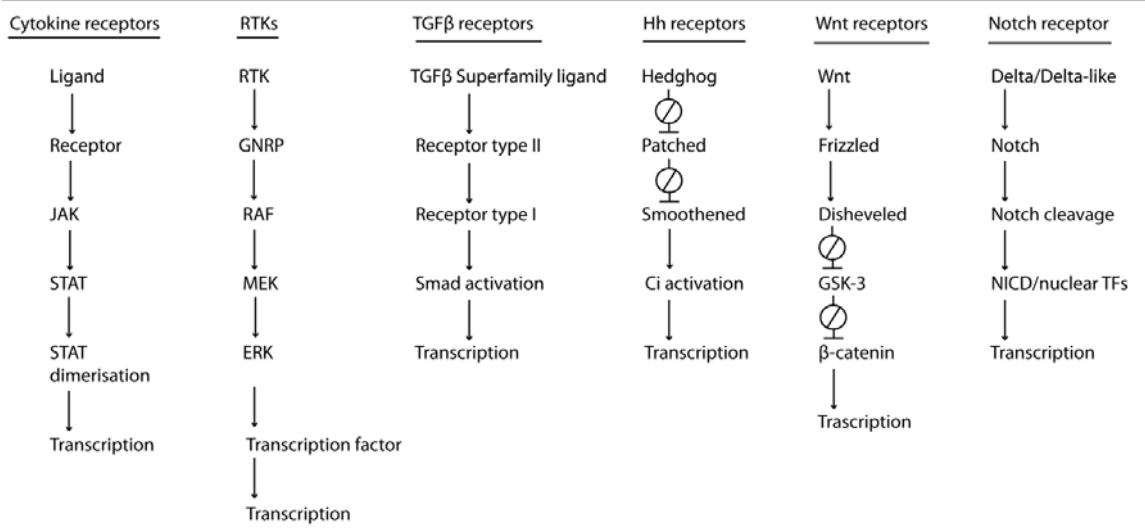 Cytokine receptors
Ligand
Receptor
JAK
STAT
STAT
dimerisation
Transcription
RTKs
RTK
GNRP
RAF
MEK
ERK
Transcription factor
Transcription
TGFβ receptors
TGFβ Superfamily ligand
Receptor type II
Receptor type I
Smad activation
Transcription
Hh receptors
Hedghog
Patched
Smoothened
Ci activation
Transcription
Wnt receptors
Wnt
Frizzled
Disheveled
GSK-3
β-catenin
Trascription
Notch receptor
Delta/Delta-like
Notch
Notch cleavage
NICD/nuclear TFs
Transcription